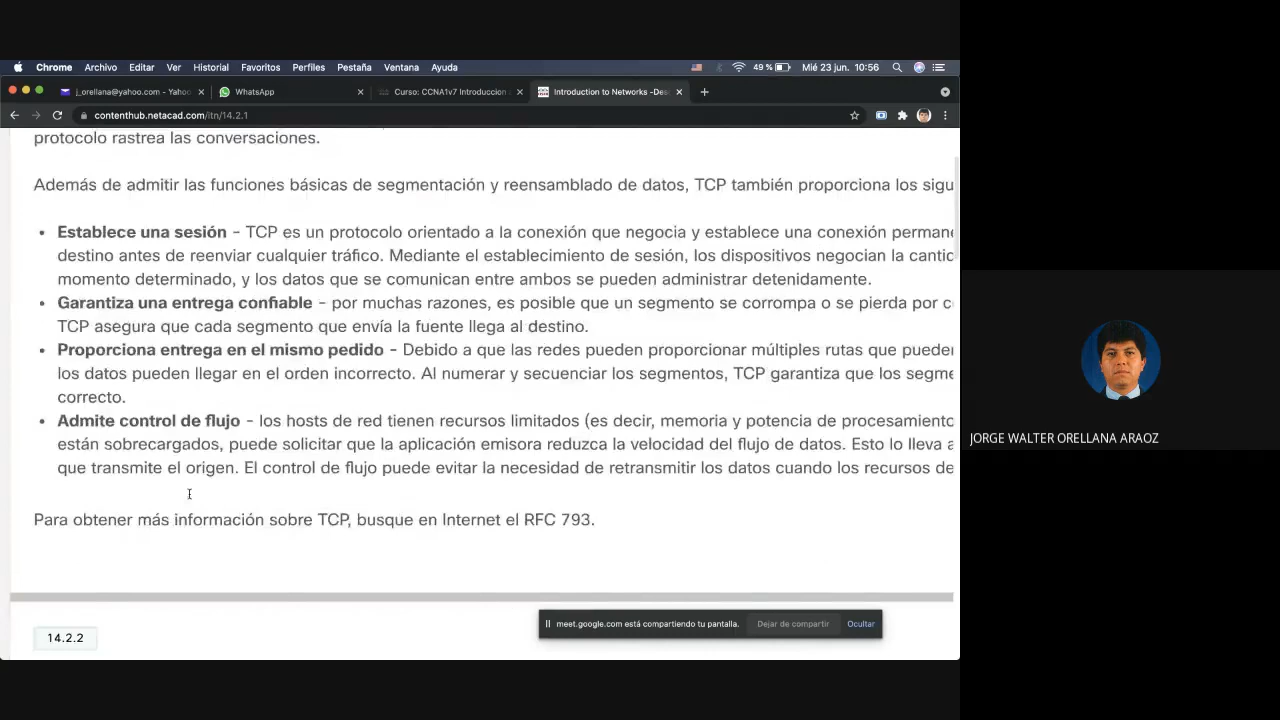 Chrome Archivo Editar Ver Historial Favoritos Perfiles Pestaña Ventana Ayuda 49 % Mié 23 jun. 10:56
j_orellana@yahoo.com - Yahoo WhatsApp Curso: CCNA1v7 Introduccion Introduction to Networks -Des
contenthub.netacad.com/itn/14.2.1
protocolo rastrea las conversaciones.
Además de admitir las funciones básicas de segmentación y reensamblado de datos, TCP también proporciona los sigu
• Establece una sesión - TCP es un protocolo orientado a la conexión que negocia y establece una conexión permane
destino antes de reenviar cualquier tráfico. Mediante el establecimiento de sesión, los dispositivos negocian la cantid
momento determinado, y los datos que se comunican entre ambos se pueden administrar detenidamente.
• Garantiza una entrega confiable - por muchas razones, es posible que un segmento se corrompa o se pierda por c
TCP asegura que cada segmento que envía la fuente llega al destino.
• Proporciona entrega en el mismo pedido - Debido a que las redes pueden proporcionar múltiples rutas que pueden
los datos pueden llegar en el orden incorrecto. Al numerar y secuenciar los segmentos, TCP garantiza que los segme
correcto.
• Admite control de flujo - los hosts de red tienen recursos limitados (es decir, memoria y potencia de procesamiento
están sobrecargados, puede solicitar que la aplicación emisora reduzca la velocidad del flujo de datos. Esto lo lleva a
que transmite el origen. El control de flujo puede evitar la necesidad de retransmitir los datos cuando los recursos de
Para obtener más información sobre TCP, busque en Internet el RFC 793.
14.2.2
meet.google.com está compartiendo tu pantalla. Dejar de compartir Ocultar
JORGE WALTER ORELLANA ARAOZ